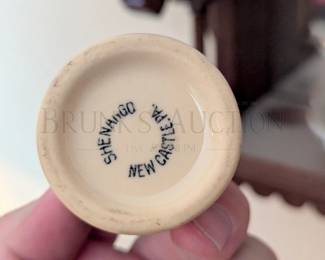 SHENANGO
NEW CASTLE, PA.
BRUNK'S AUCTION